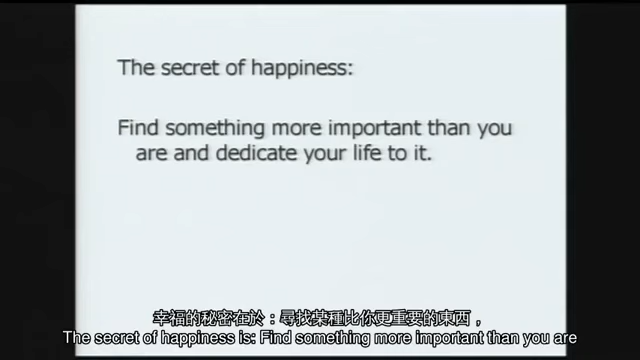 The secret of happiness:
Find something more important than you
are and dedicate your life to it.
幸福的秘密在於：尋找榮種比你更重要的東西，
The secret of happiness is: Find something more important than you are